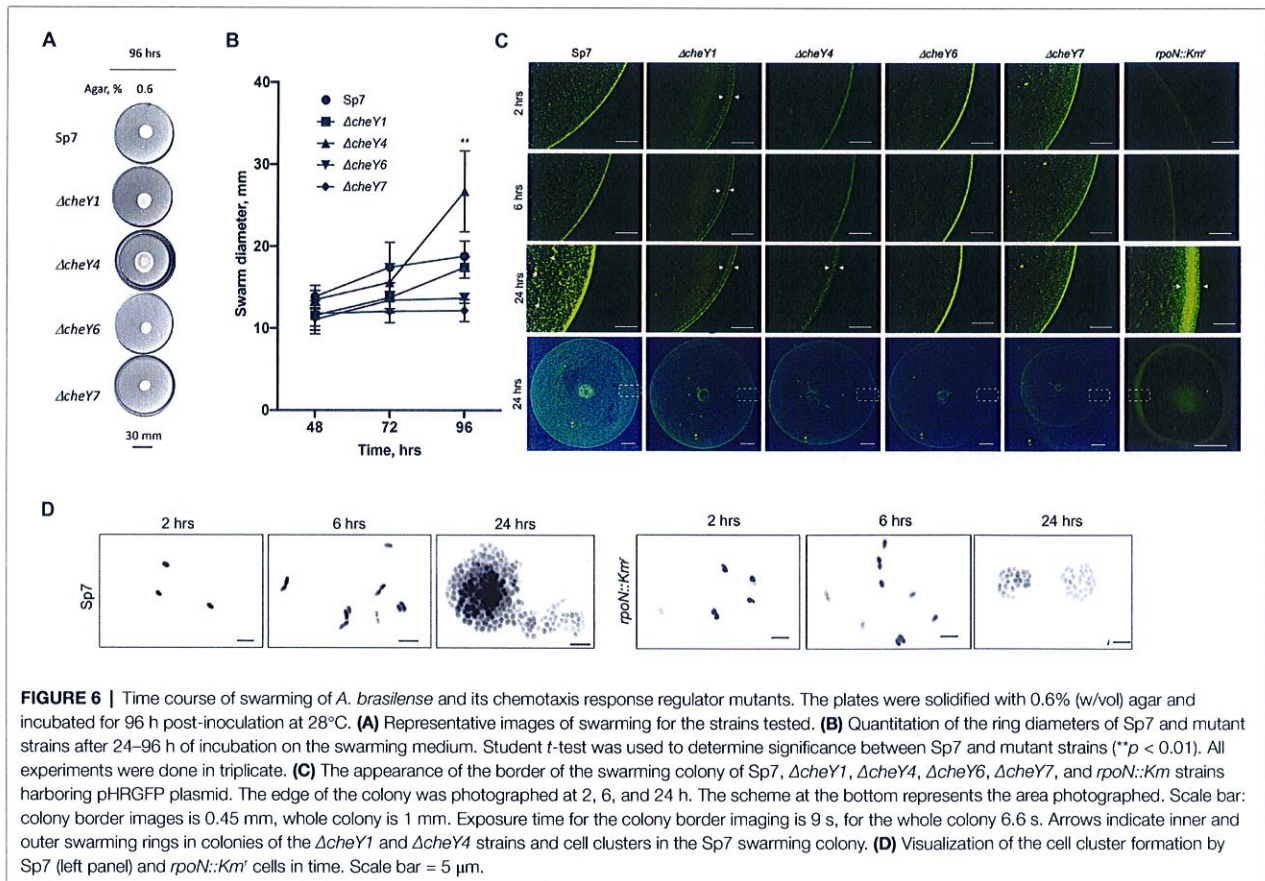 A
96 hrs
Agar, % 0.6
Sp7
ΔcheY1
ΔcheY4
ΔcheY6
ΔcheY7
30 mm
B
Swarm diameter, mm
40
30
20
10
0
Sp7
ΔcheY1
ΔcheY4
ΔcheY6
ΔcheY7
**
48 72 96
Time, hrs
C
Sp7 ΔcheY1 ΔcheY4 ΔcheY6 ΔcheY7 rpoN::Kmʳ
2 hrs
6 hrs
24 hrs
24 hrs
D
2 hrs 6 hrs 24 hrs 2 hrs 6 hrs 24 hrs
Sp7
rpoN::Kmʳ
FIGURE 6 | Time course of swarming of A. brasilense and its chemotaxis response regulator mutants. The plates were solidified with 0.6% (w/vol) agar and
incubated for 96 h post-inoculation at 28°C. (A) Representative images of swarming for the strains tested. (B) Quantitation of the ring diameters of Sp7 and mutant
strains after 24–96 h of incubation on the swarming medium. Student t-test was used to determine significance between Sp7 and mutant strains (**p < 0.01). All
experiments were done in triplicate. (C) The appearance of the border of the swarming colony of Sp7, ΔcheY1, ΔcheY4, ΔcheY6, ΔcheY7, and rpoN::Km strains
harboring pHRGFP plasmid. The edge of the colony was photographed at 2, 6, and 24 h. The scheme at the bottom represents the area photographed. Scale bar:
colony border images is 0.45 mm, whole colony is 1 mm. Exposure time for the colony border imaging is 9 s, for the whole colony 6.6 s. Arrows indicate inner and
outer swarming rings in colonies of the ΔcheY1 and ΔcheY4 strains and cell clusters in the Sp7 swarming colony. (D) Visualization of the cell cluster formation by
Sp7 (left panel) and rpoN::Kmʳ cells in time. Scale bar = 5 μm.